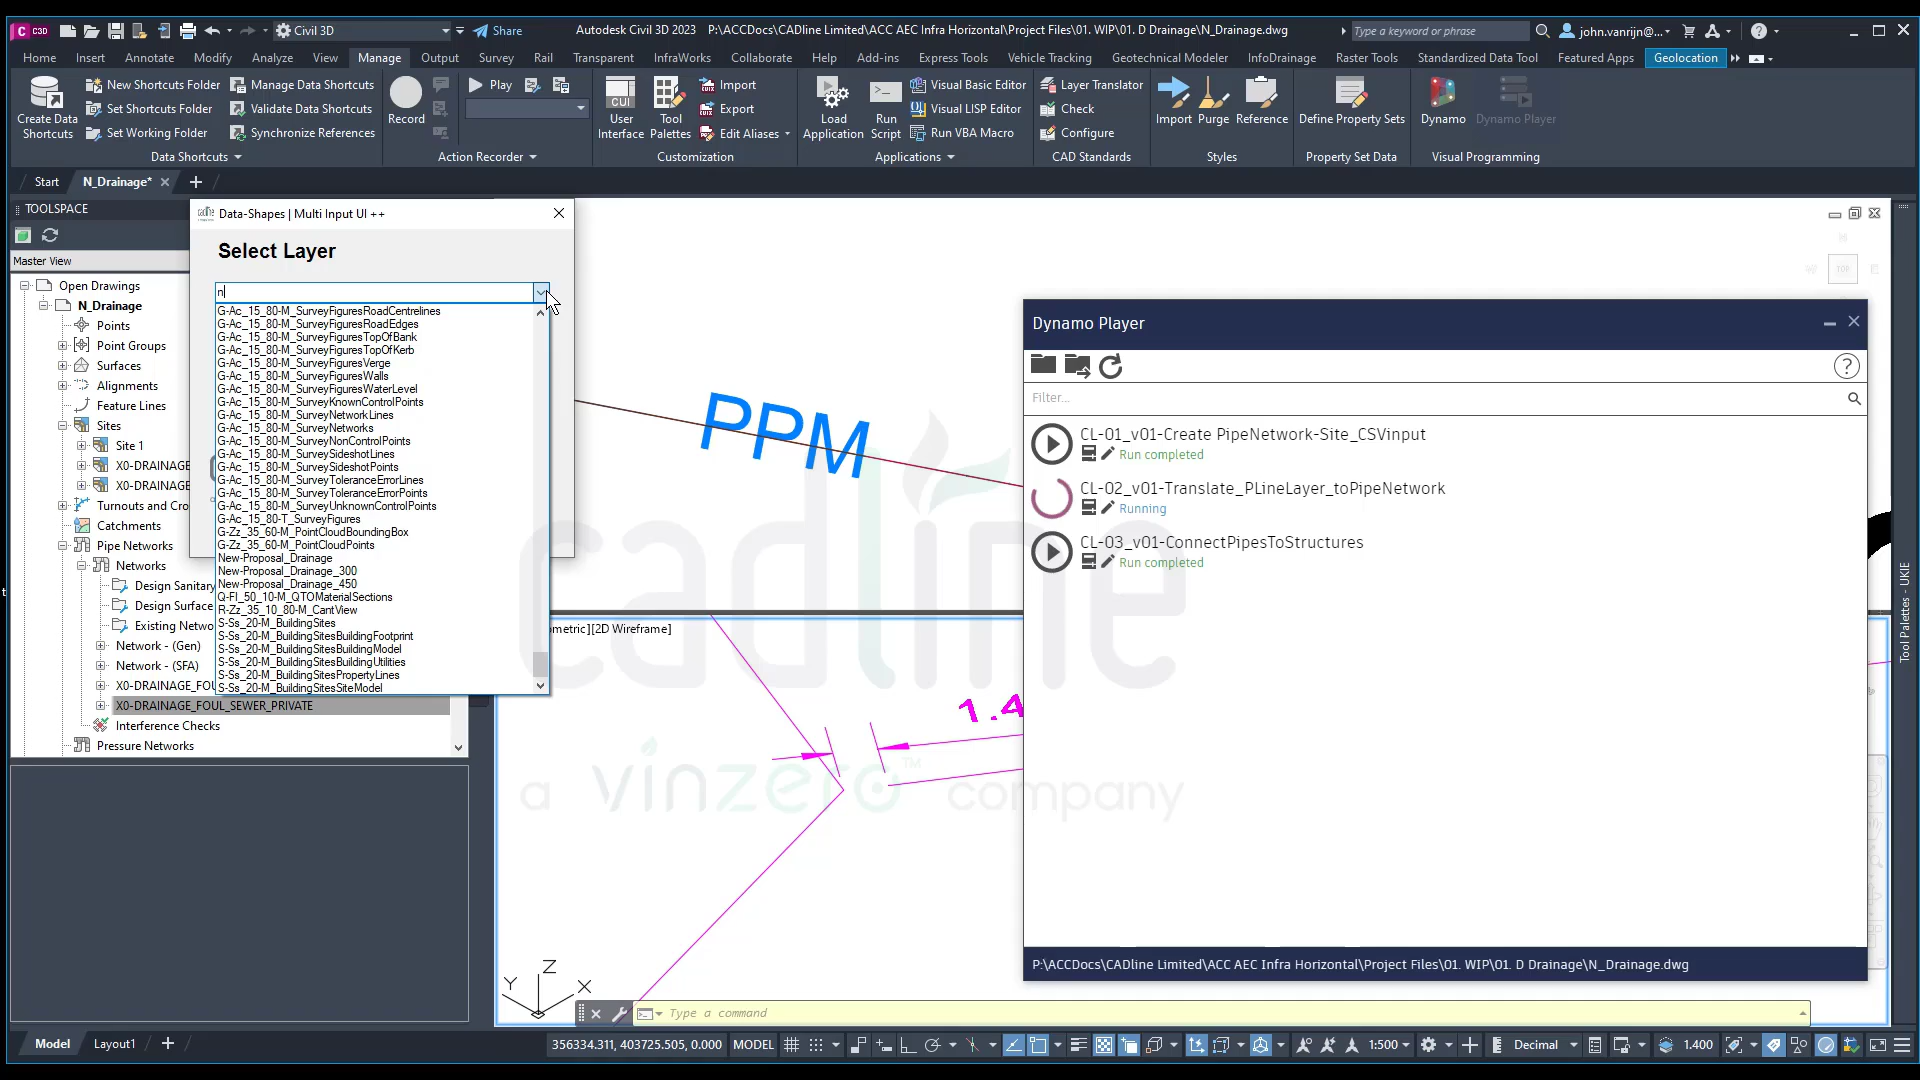 C3D
Civil 3D
Share
Autodesk Civil 3D 2023
P:\ACCDocs\CADline Limited\ACC AEC Infra Horizontal\Project Files\01. WIP\01. D Drainage\N_Drainage.dwg
Type a keyword or phrase
john.vanrijn@...
Home Insert Annotate Modify Analyze View Manage Output Survey Rail Transparent InfraWorks Collaborate Help Add-ins Express Tools Vehicle Tracking Geotechnical Modeler InfoDrainage Raster Tools Standardized Data Tool Featured Apps Geolocation
Create Data Shortcuts
New Shortcuts Folder
Set Shortcuts Folder
Set Working Folder
Manage Data Shortcuts
Validate Data Shortcuts
Synchronize References
Data Shortcuts
Record
Play
Action Recorder
CUI
User Interface
Tool Palettes
Import
Export
Edit Aliases
Customization
Load Application
Run Script
Visual Basic Editor
Visual LISP Editor
Run VBA Macro
Applications
Layer Translator
Check
Configure
CAD Standards
Import
Purge
Reference
Styles
Define Property Sets
Property Set Data
Dynamo
Dynamo Player
Visual Programming
Start
N_Drainage*
TOOLSPACE
Master View
Open Drawings
N_Drainage
Points
Point Groups
Surfaces
Alignments
Feature Lines
Sites
Site 1
X0-DRAINAGE
X0-DRAINAGE
Turnouts and Cro
Catchments
Pipe Networks
Networks
Design Sanitary
Design Surface
Existing Netwo
Network - (Gen)
Network - (SFA)
X0-DRAINAGE_FOU
X0-DRAINAGE_FOUL_SEWER_PRIVATE
Interference Checks
Pressure Networks
Data-Shapes | Multi Input UI ++
Select Layer
n
G-Ac_15_80-M_SurveyFiguresRoadCentrelines
G-Ac_15_80-M_SurveyFiguresRoadEdges
G-Ac_15_80-M_SurveyFiguresTopOfBank
G-Ac_15_80-M_SurveyFiguresTopOfKerb
G-Ac_15_80-M_SurveyFiguresVerge
G-Ac_15_80-M_SurveyFiguresWalls
G-Ac_15_80-M_SurveyFiguresWaterLevel
G-Ac_15_80-M_SurveyKnownControlPoints
G-Ac_15_80-M_SurveyNetworkLines
G-Ac_15_80-M_SurveyNetworks
G-Ac_15_80-M_SurveyNonControlPoints
G-Ac_15_80-M_SurveySideshotLines
G-Ac_15_80-M_SurveySideshotPoints
G-Ac_15_80-M_SurveyToleranceErrorLines
G-Ac_15_80-M_SurveyToleranceErrorPoints
G-Ac_15_80-M_SurveyUnknownControlPoints
G-Ac_15_80-T_SurveyFigures
G-Zz_35_60-M_PointCloudBoundingBox
G-Zz_35_60-M_PointCloudPoints
New-Proposal_Drainage
New-Proposal_Drainage_300
New-Proposal_Drainage_450
Q-FI_50_10-M_QTOMaterialSections
R-Zz_35_10_80-M_CantView
S-Ss_20-M_BuildingSites
S-Ss_20-M_BuildingSitesBuildingFootprint
S-Ss_20-M_BuildingSitesBuildingModel
S-Ss_20-M_BuildingSitesBuildingUtilities
S-Ss_20-M_BuildingSitesPropertyLines
S-Ss_20-M_BuildingSitesSiteModel
TOP
PPM
ometric][2D Wireframe]
1.4
cadline
a vinzero™ company
Dynamo Player
Filter...
CL-01_v01-Create PipeNetwork-Site_CSVinput
Run completed
CL-02_v01-Translate_PLineLayer_toPipeNetwork
Running
CL-03_v01-ConnectPipesToStructures
Run completed
P:\ACCDocs\CADline Limited\ACC AEC Infra Horizontal\Project Files\01. WIP\01. D Drainage\N_Drainage.dwg
Tool Palettes - UKIE
Z
Y
X
Type a command
Model
Layout1
356334.311, 403725.505, 0.000
MODEL
1:500
Decimal
1.400